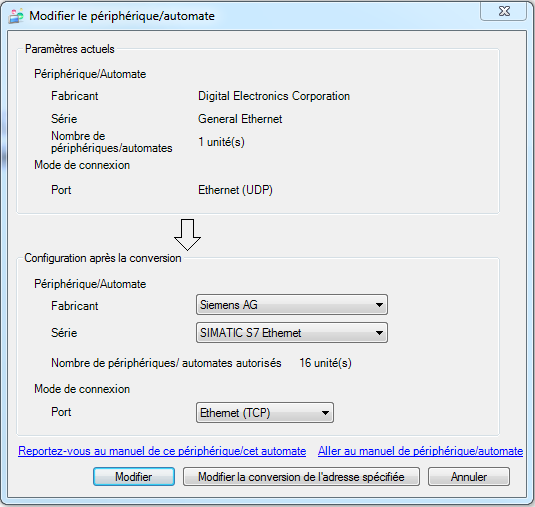 Modifier le périphérique/automate
Paramètres actuels
Périphérique/Automate
Fabricant Digital Electronics Corporation
Série General Ethernet
Nombre de
périphériques/automates 1 unité(s)
Mode de connexion
Port Ethernet (UDP)
Configuration après la conversion
Périphérique/Automate
Fabricant Siemens AG
Série SIMATIC S7 Ethernet
Nombre de périphériques/ automates autorisés 16 unité(s)
Mode de connexion
Port Ethernet (TCP)
Reportez-vous au manuel de ce périphérique/cet automate Aller au manuel de périphérique/automate
Modifier Modifier la conversion de l'adresse spécifiée Annuler